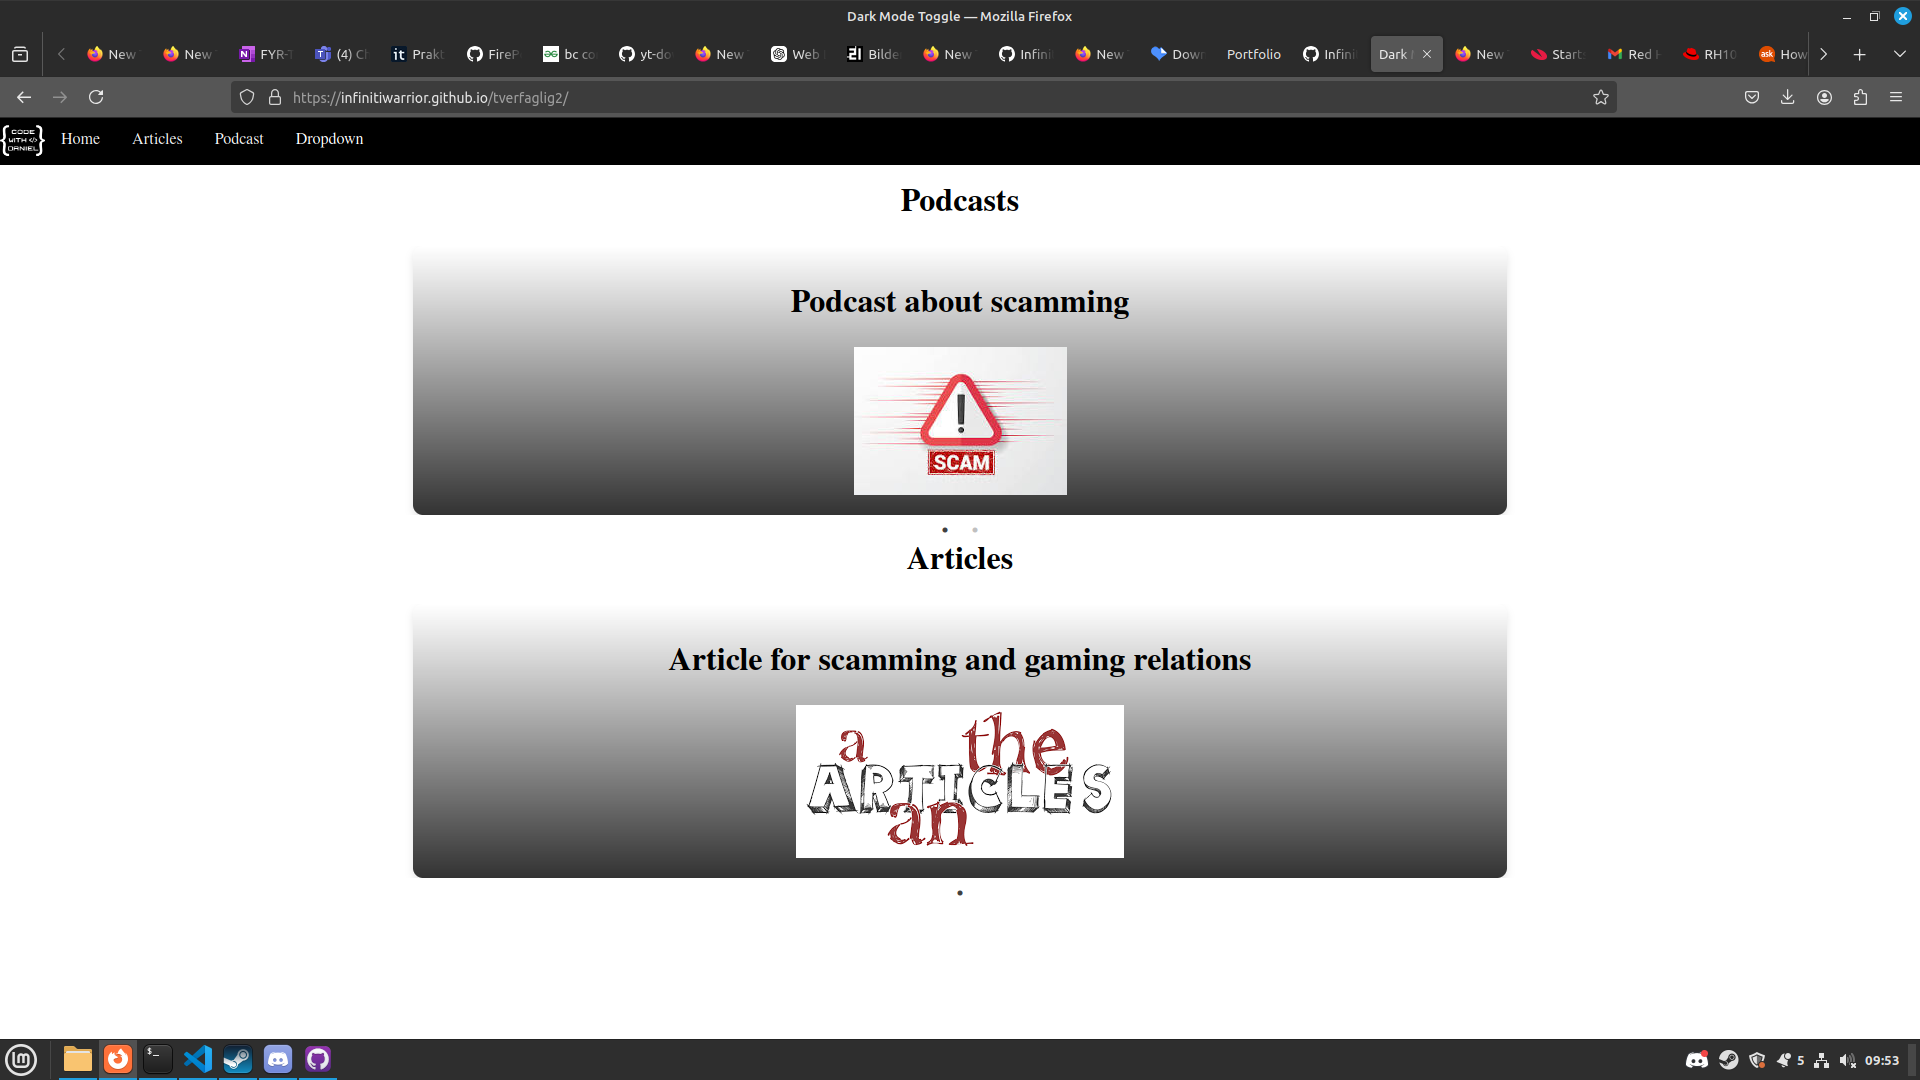 Dark Mode Toggle — Mozilla Firefox
New New FYR-T (4) Ch Prakt FireP bc co yt-do New Web Bilde New Infini New Down Portfolio Infini Dark New Starts Red H RH10 How
https://infinitiwarrior.github.io/tverfaglig2/
CODE
WITH </>
DANIEL
Home Articles Podcast Dropdown
Podcasts
Podcast about scamming
!
SCAM
Articles
Article for scamming and gaming relations
a the
ARTICLES
an
5 09:53